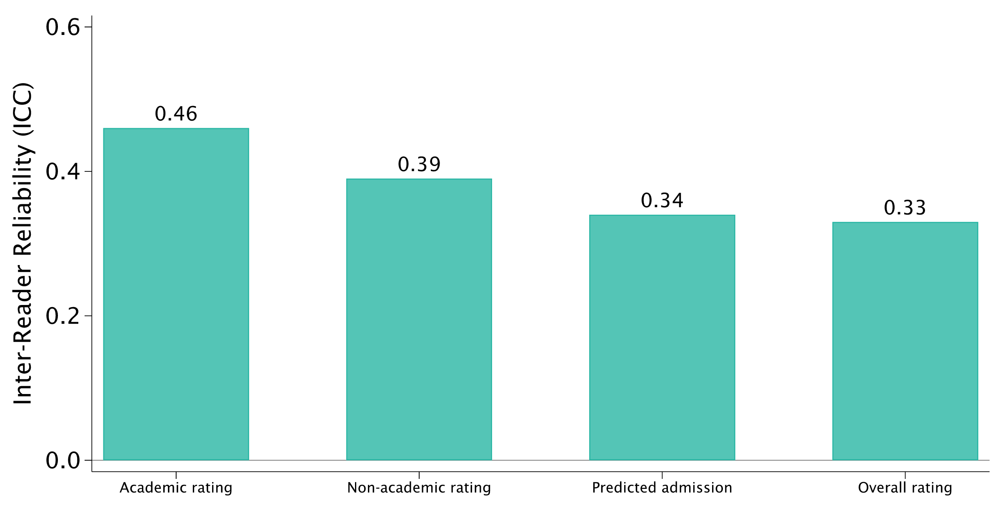 Inter-Reader Reliability (ICC)
0.6
0.4
0.2
0.0
0.46
0.39
0.34
0.33
Academic rating
Non-academic rating
Predicted admission
Overall rating